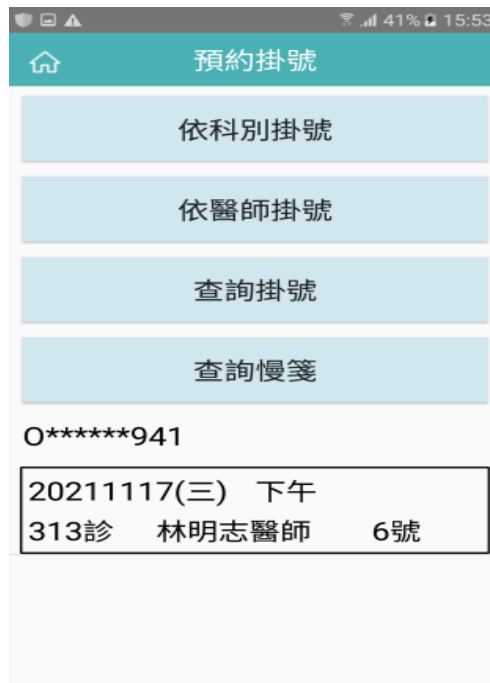 41% 15:53
預約掛號
依科別掛號
依醫師掛號
查詢掛號
查詢慢箋
O******941
20211117(三) 下午
313診 林明志醫師 6號